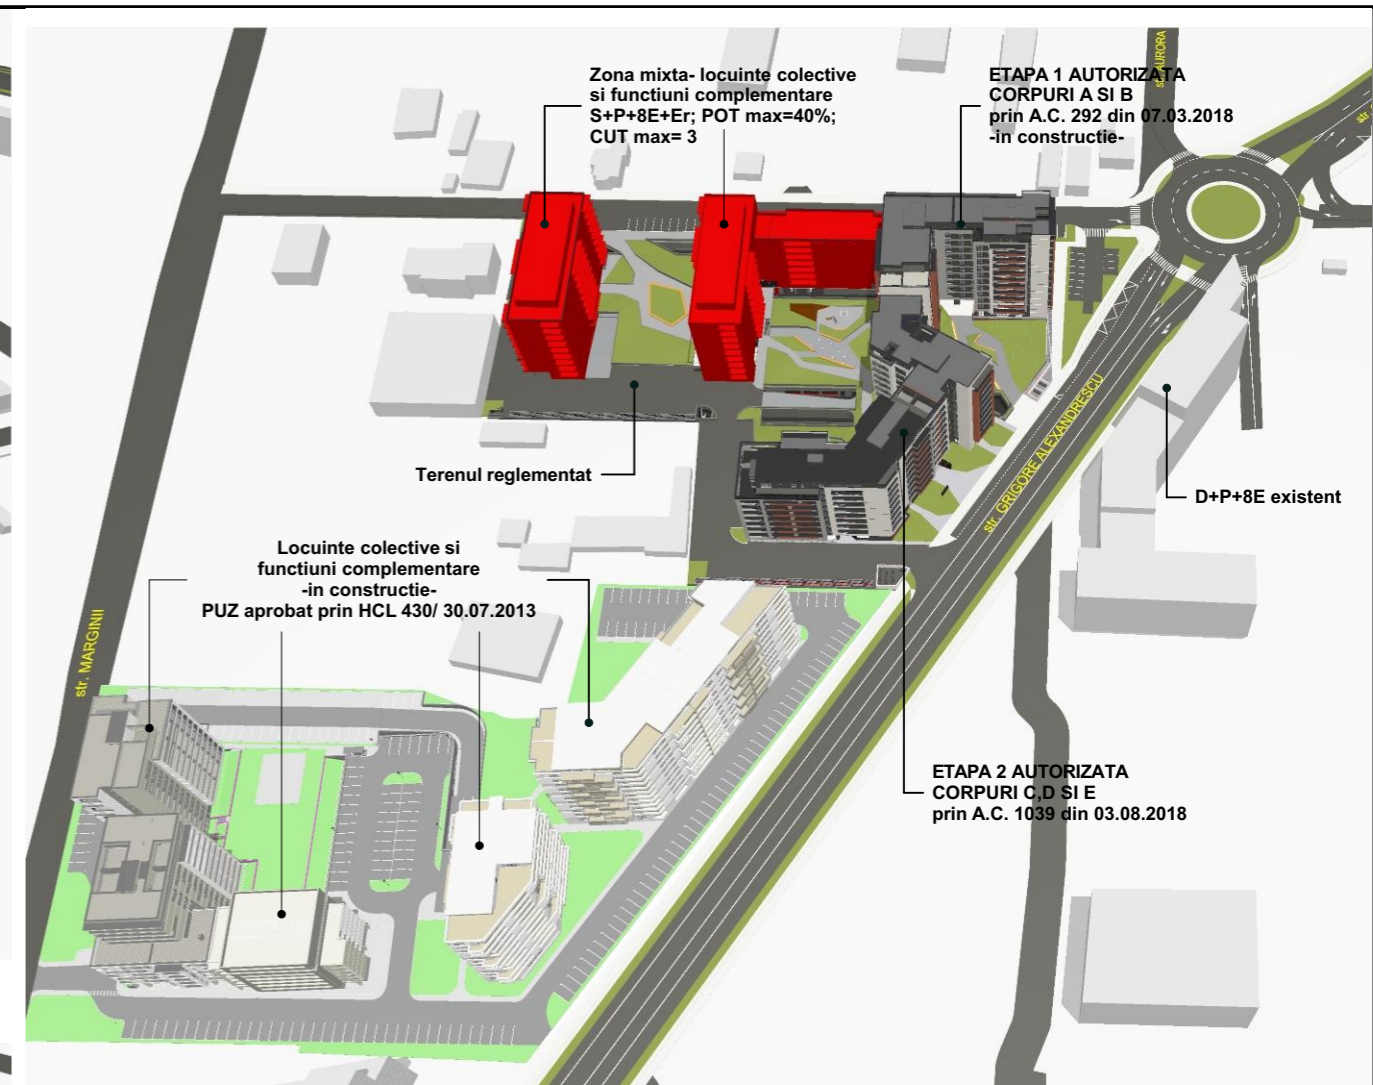 Zona mixta- locuinte colective
si functiuni complementare
S+P+8E+Er; POT max=40%;
CUT max= 3
ETAPA 1 AUTORIZATA
CORPURI A SI B
prin A.C. 292 din 07.03.2018
-in constructie-
str. AURORA
str.
Terenul reglementat
str. GRIGORE ALEXANDRESCU
D+P+8E existent
Locuinte colective si
functiuni complementare
-in constructie-
PUZ aprobat prin HCL 430/ 30.07.2013
str. MARGINII
ETAPA 2 AUTORIZATA
CORPURI C,D SI E
prin A.C. 1039 din 03.08.2018